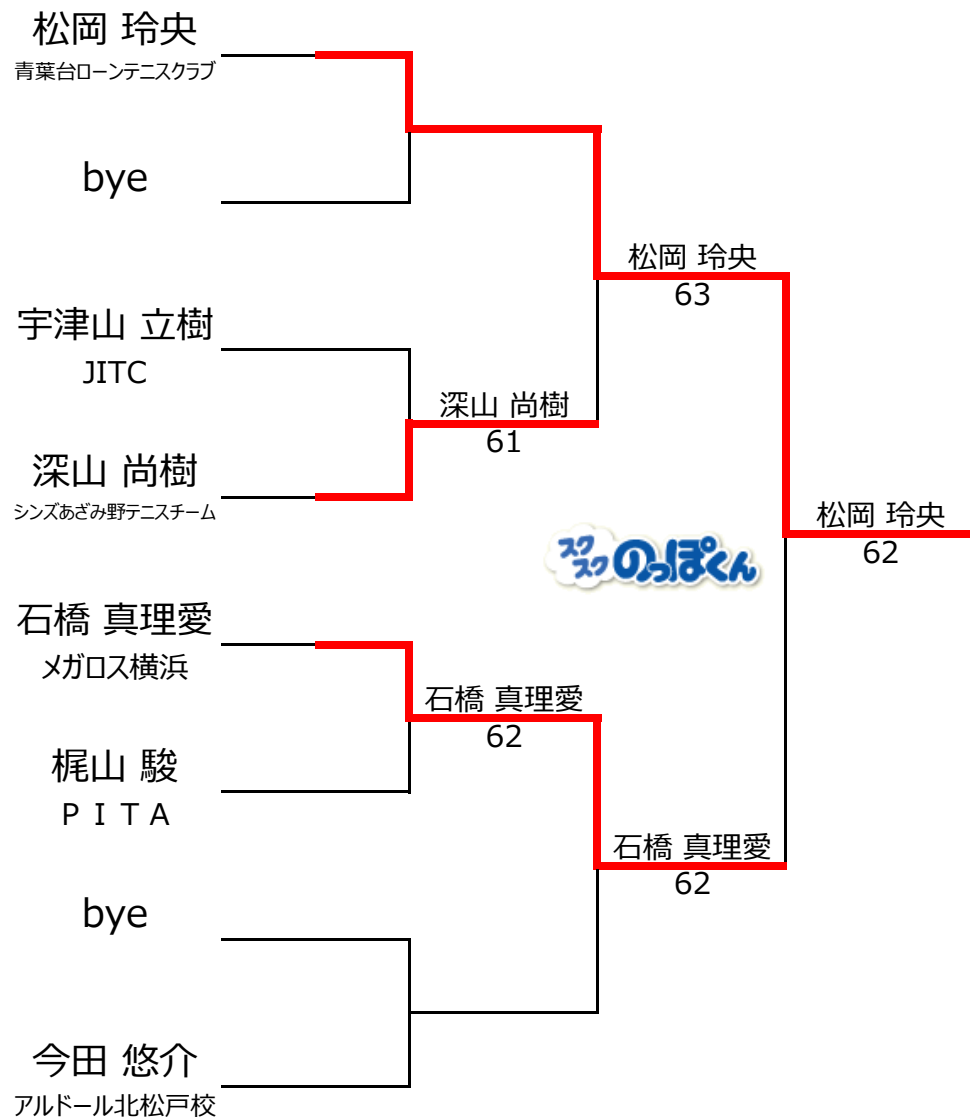 松岡 玲央
青葉台ローンテニスクラブ
bye
松岡 玲央
63
宇津山 立樹
JITC
深山 尚樹
61
深山 尚樹
シンズあざみ野テニスチーム
松岡 玲央
62
スクスク のっぽくん
石橋 真理愛
メガロス横浜
石橋 真理愛
62
梶山 駿
ＰＩＴＡ
石橋 真理愛
62
bye
今田 悠介
アルドール北松戸校